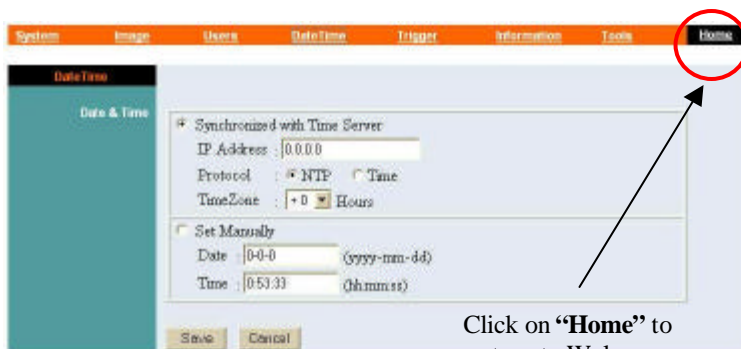 System Image Users DateTime Trigger Information Tools Home
DateTime
Date & Time
Synchronized with Time Server
IP Address : 0.0.0.0
Protocol : NTP Time
TimeZone : + 0 Hours
Set Manually
Date : 0-0-0 (yyyy-mm-dd)
Time : 0:53:33 (hh:mm:ss)
Save Cancel
Click on “Home” to